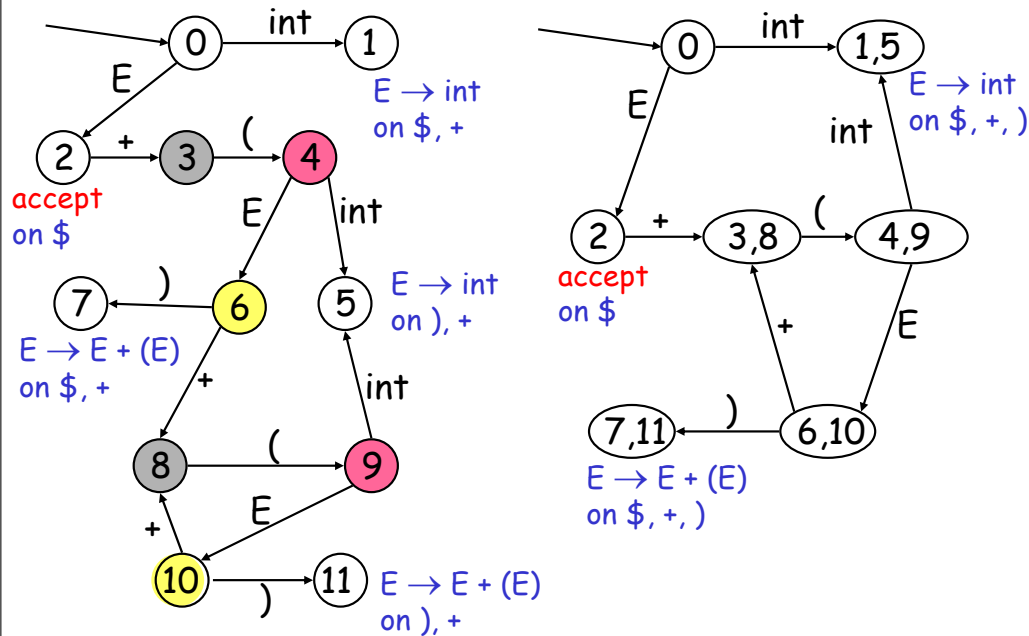 int
0
1
E
E → int
on $, +
2
+
3
(
4
accept
on $
E
int
7
)
6
5
E → int
on ), +
E → E + (E)
on $, +
+
int
8
(
9
+
E
10
)
11
E → E + (E)
on ), +
int
0
1,5
E
E → int
on $, +, )
int
2
+
3,8
(
4,9
accept
on $
+
E
7,11
)
6,10
E → E + (E)
on $, +, )